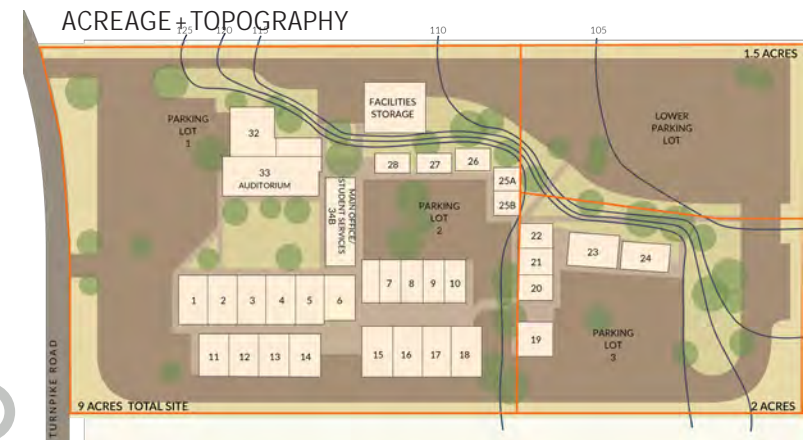 ACREAGE + TOPOGRAPHY
125
120
115
110
105
1.5 ACRES
FACILITIES
STORAGE
PARKING
LOT
1
LOWER
PARKING
LOT
32
33
AUDITORIUM
28
27
26
25A
25B
MAIN OFFICE/
STUDENT SERVICES
34B
PARKING
LOT
2
22
21
20
19
23
24
7
8
9
10
1
2
3
4
5
6
11
12
13
14
15
16
17
18
PARKING
LOT
3
TURNPIKE ROAD
9 ACRES TOTAL SITE
2 ACRES